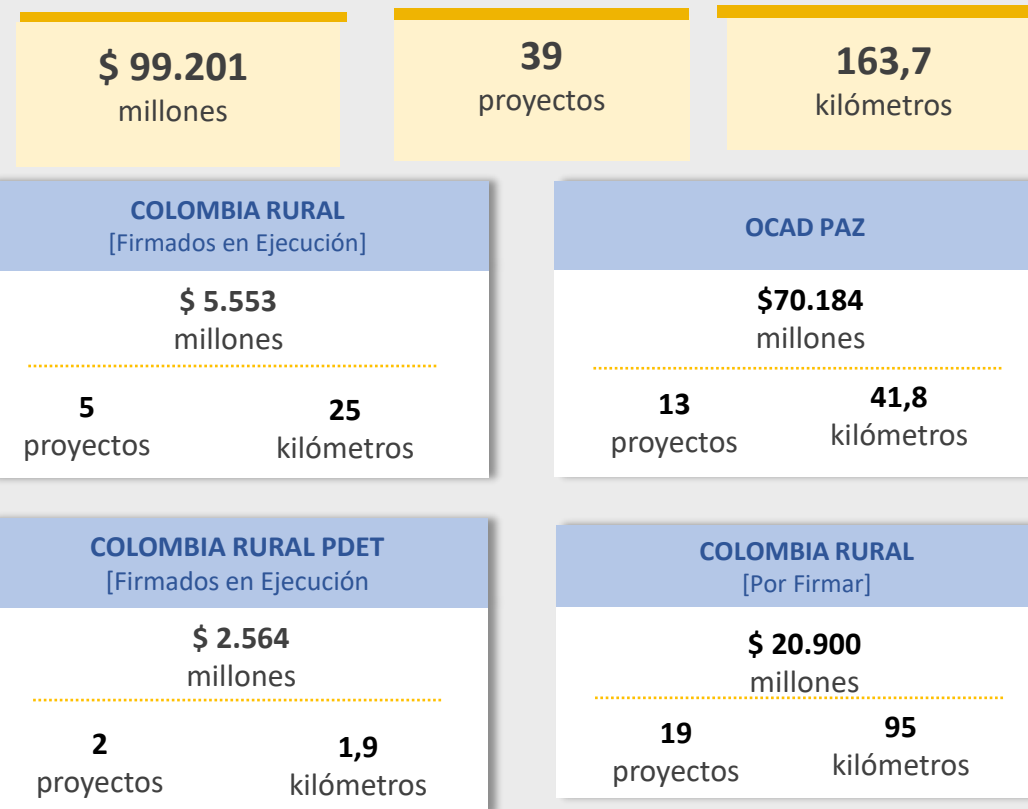 $ 99.201
millones
39
proyectos
163,7
kilómetros
COLOMBIA RURAL
[Firmados en Ejecución]
$ 5.553
millones
5
proyectos
25
kilómetros
OCAD PAZ
$70.184
millones
13
proyectos
41,8
kilómetros
COLOMBIA RURAL PDET
[Firmados en Ejecución
$ 2.564
millones
2
proyectos
1,9
kilómetros
COLOMBIA RURAL
[Por Firmar]
$ 20.900
millones
19
proyectos
95
kilómetros